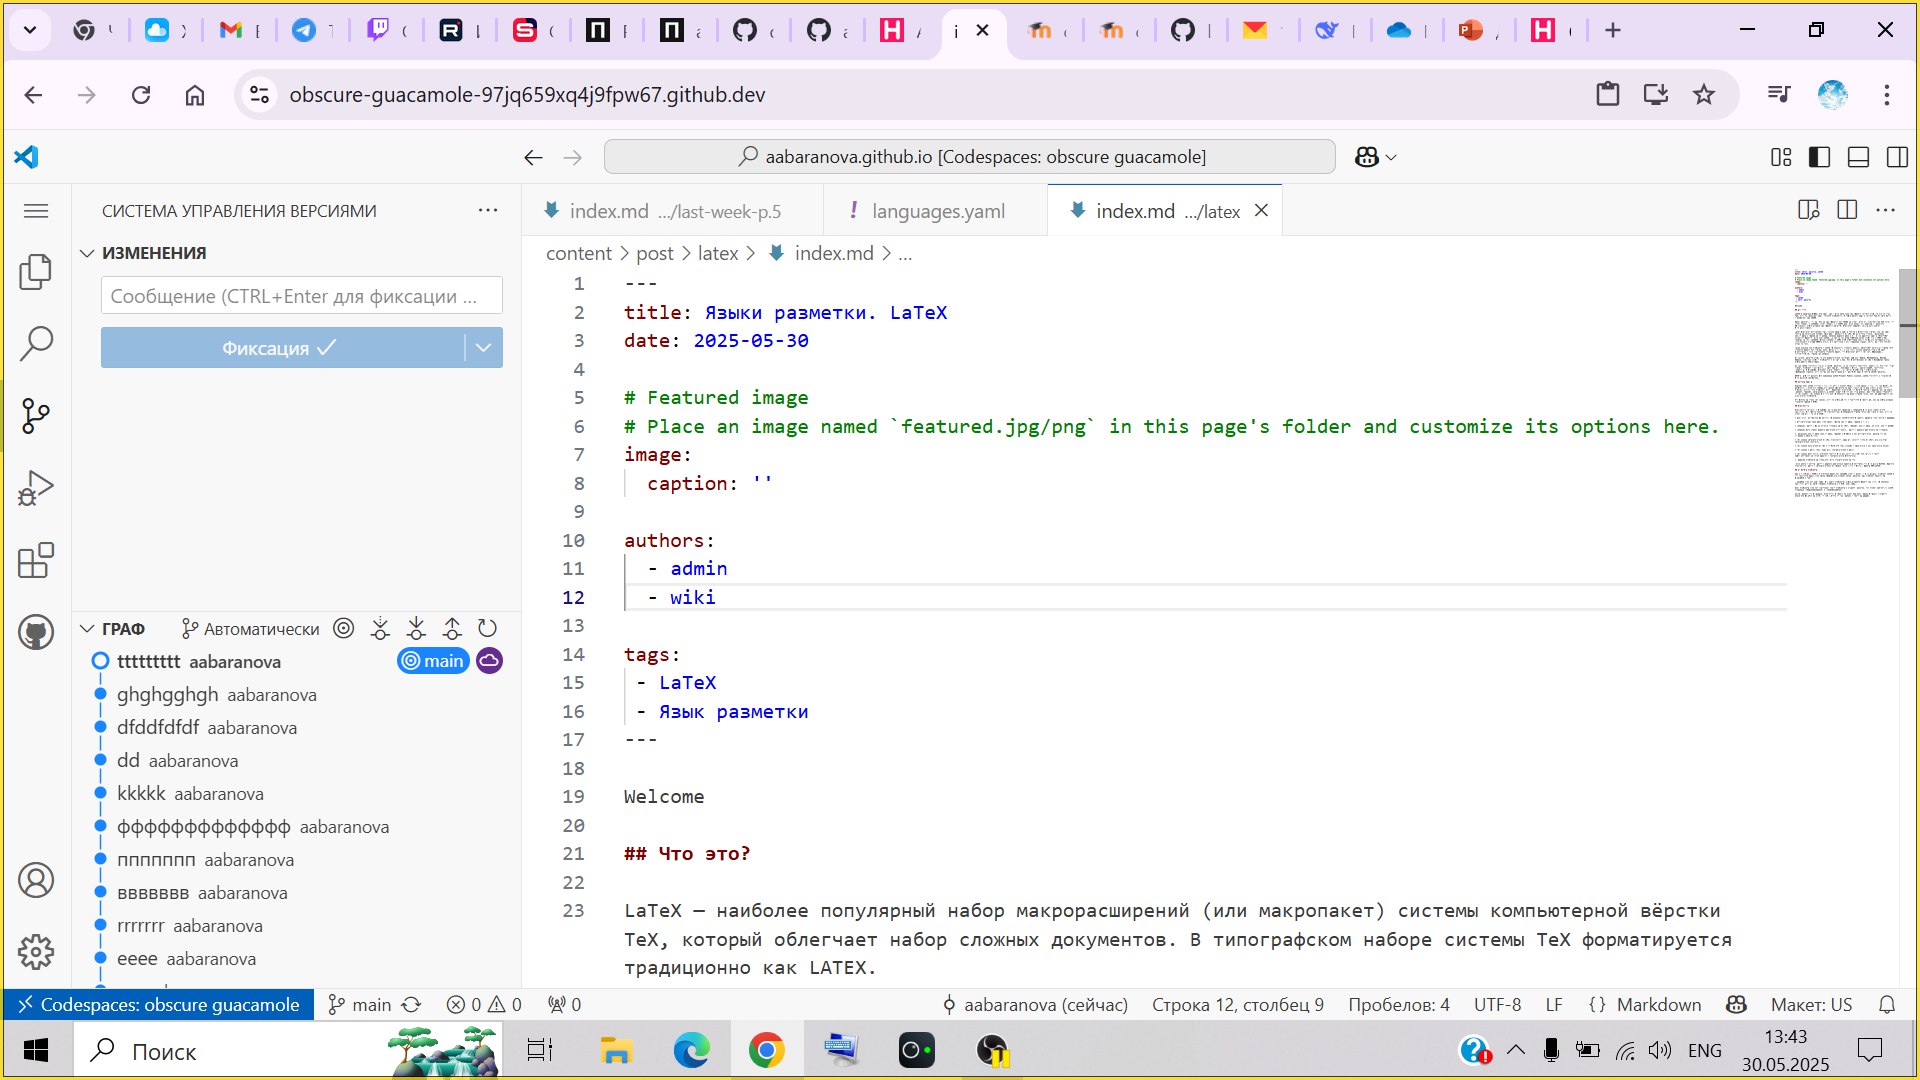 obscure-guacamole-97jq659xq4j9fpw67.github.dev
aabaranova.github.io [Codespaces: obscure guacamole]
СИСТЕМА УПРАВЛЕНИЯ ВЕРСИЯМИ
index.md .../last-week-p.5
languages.yaml
index.md .../latex
ИЗМЕНЕНИЯ
content > post > latex > index.md > ...
Сообщение (CTRL+Enter для фиксации ...
Фиксация
1 ---
2 title: Языки разметки. LaTeX
3 date: 2025-05-30
4
5 # Featured image
6 # Place an image named `featured.jpg/png` in this page's folder and customize its options here.
7 image:
8 caption: ''
9
10 authors:
11 - admin
12 - wiki
13
14 tags:
15 - LaTeX
16 - Язык разметки
17 ---
18
19 Welcome
20
21 ## Что это?
22
23 LaTeX — наиболее популярный набор макрорасширений (или макропакет) системы компьютерной вёрстки
TeX, который облегчает набор сложных документов. В типографском наборе системы TeX форматируется
традиционно как LATEX.
ГРАФ Автоматически
ttttttttt aabaranova main
ghghgghgh aabaranova
dfddfdfdf aabaranova
dd aabaranova
kkkkk aabaranova
ффффффффффффф aabaranova
ппппппп aabaranova
ввввввв aabaranova
rrrrrrr aabaranova
eeee aabaranova
Codespaces: obscure guacamole main 0 0 0 aabaranova (сейчас) Строка 12, столбец 9 Пробелов: 4 UTF-8 LF {} Markdown Макет: US
Поиск
ENG
13:43
30.05.2025